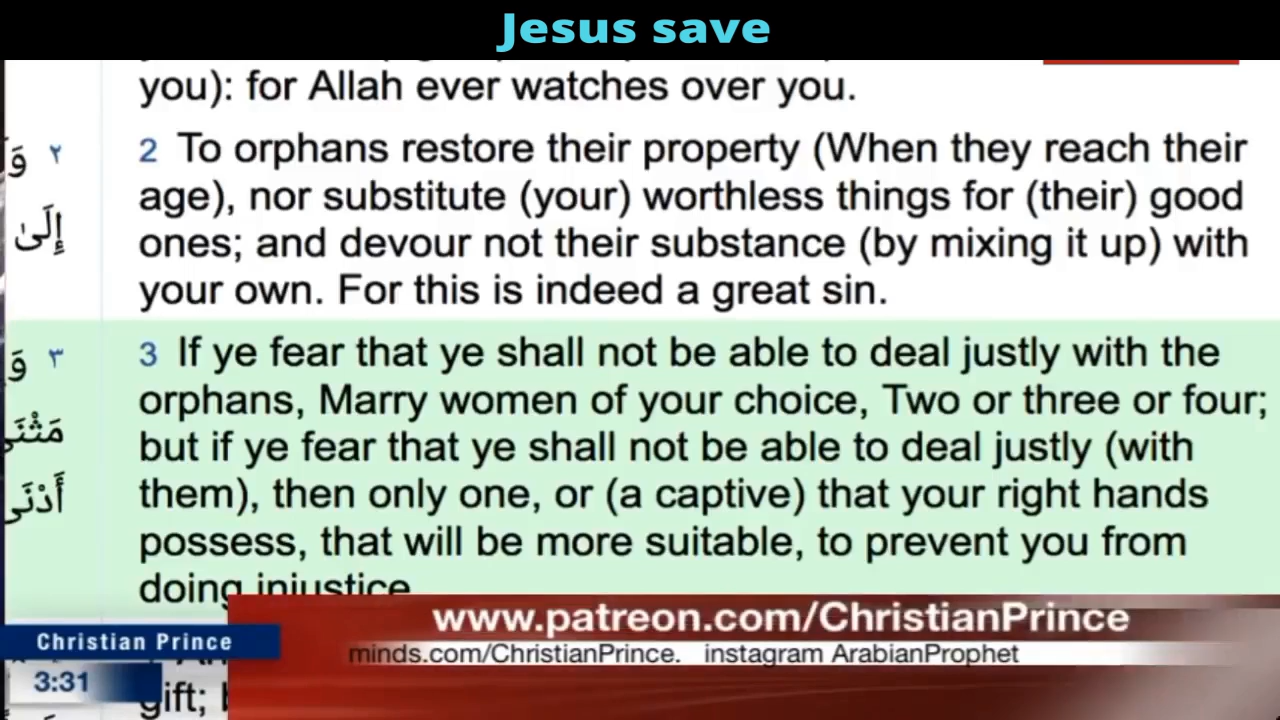 Jesus save
you): for Allah ever watches over you.
2 To orphans restore their property (When they reach their
age), nor substitute (your) worthless things for (their) good
ones; and devour not their substance (by mixing it up) with
your own. For this is indeed a great sin.
٢
إِلَىٰ
3 If ye fear that ye shall not be able to deal justly with the
orphans, Marry women of your choice, Two or three or four;
but if ye fear that ye shall not be able to deal justly (with
them), then only one, or (a captive) that your right hands
possess, that will be more suitable, to prevent you from
doing injustice
٣
www.patreon.com/ChristianPrince
minds.com/ChristianPrince. instagram ArabianProphet
Christian Prince
3:31
gift;